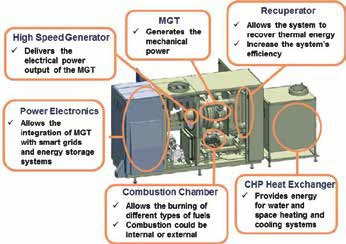 Recuperator
✓ Allows the system to
recover thermal energy
✓ Increase the system's
efficiency
MGT
✓ Generates the
mechanical
power
High Speed Generator
✓ Delivers the
electrical power
output of the MGT
Power Electronics
✓ Allows the
integration of MGT
with smart grids
and energy storage
systems
Combustion Chamber
✓ Allows the burning of
different types of fuels
✓ Combustion could be
internal or external
CHP Heat Exchanger
✓ Provides energy
for water and
space heating and
cooling systems